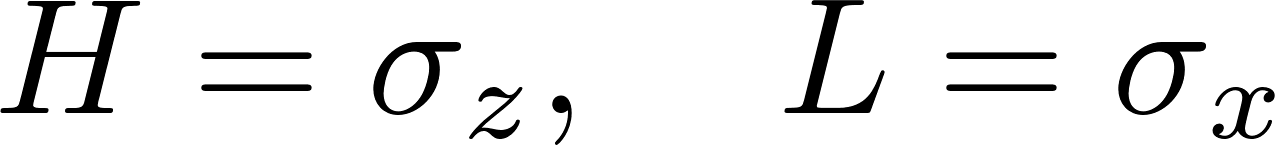 H = σ_z,    L = σ_x